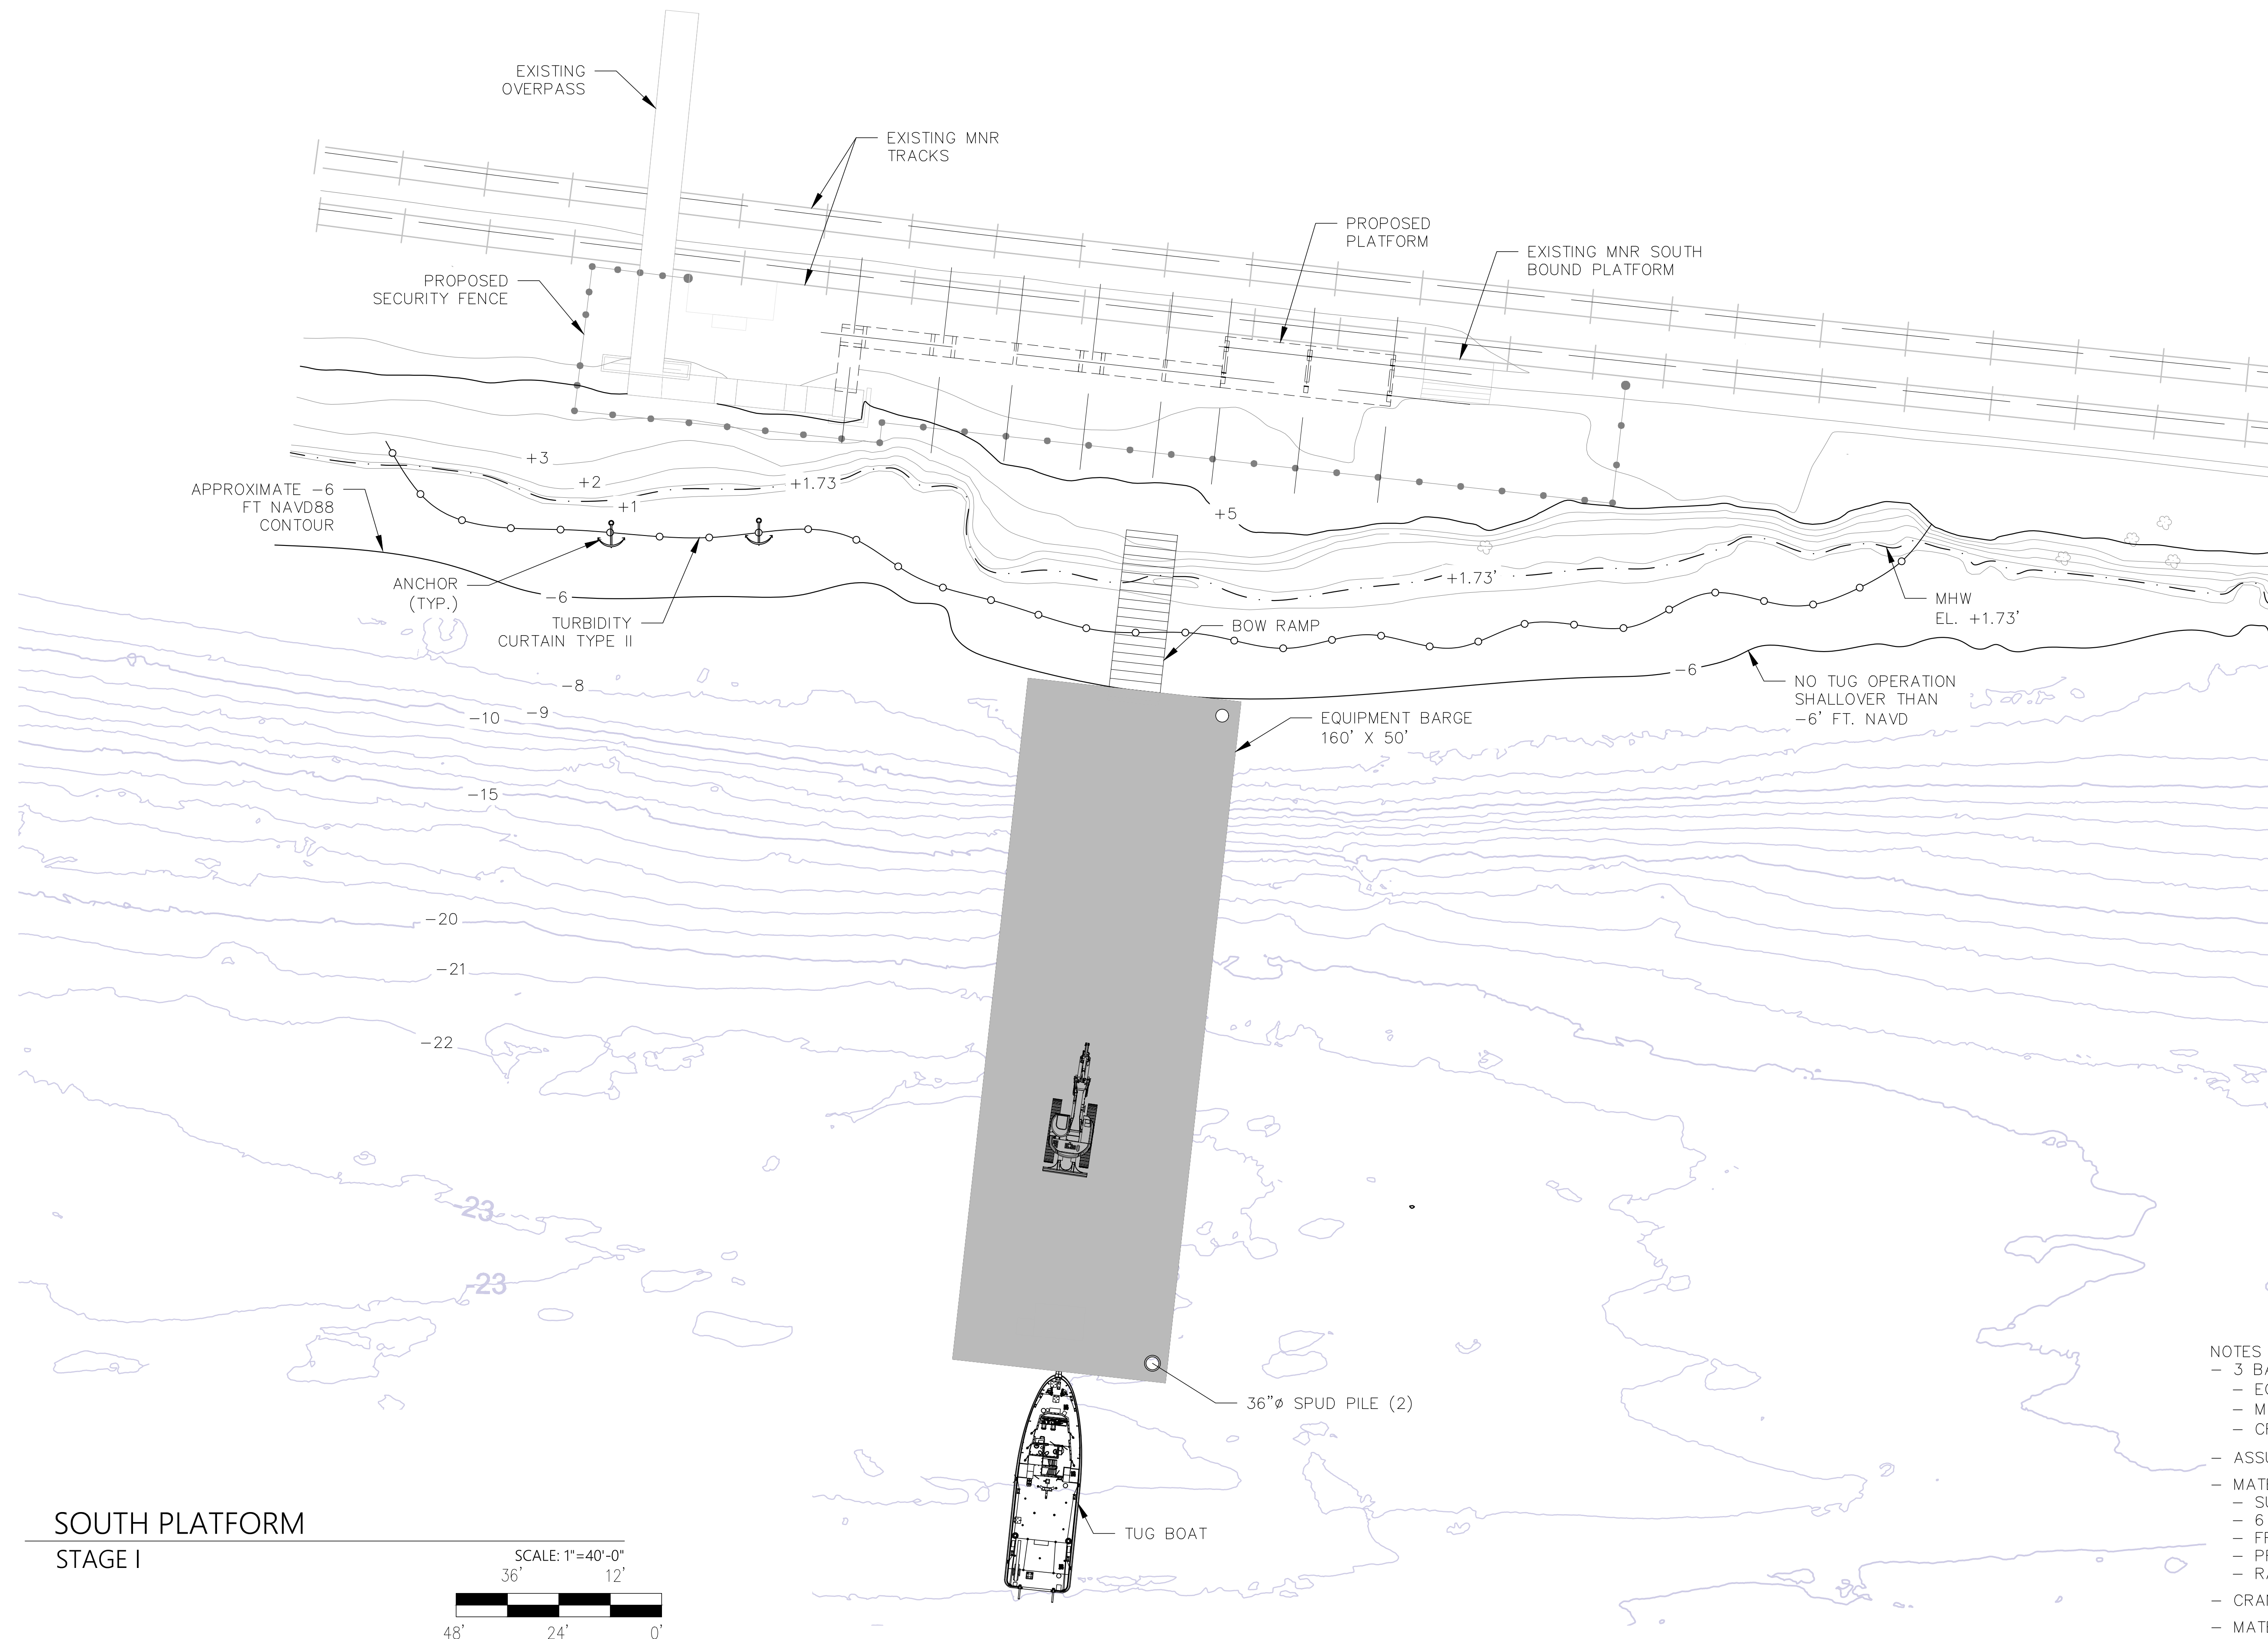 EXISTING
OVERPASS
EXISTING MNR
TRACKS
PROPOSED
PLATFORM
EXISTING MNR SOUTH
BOUND PLATFORM
PROPOSED
SECURITY FENCE
+3
+2
+1.73
+1
APPROXIMATE -6
FT NAVD88
CONTOUR
+5
ANCHOR
(TYP.)
-6
+1.73'
MHW
EL. +1.73'
TURBIDITY
CURTAIN TYPE II
BOW RAMP
-6
NO TUG OPERATION
SHALLOVER THAN
-6' FT. NAVD
-8
-9
-10
EQUIPMENT BARGE
160' X 50'
-15
-20
-21
-22
-23
-23
36"ø SPUD PILE (2)
TUG BOAT
SOUTH PLATFORM
STAGE I
SCALE: 1"=40'-0"
36' 12'
48' 24' 0'
NOTES
- 3
-
-
-
-
-
-
- 6
-
-
-
-
-